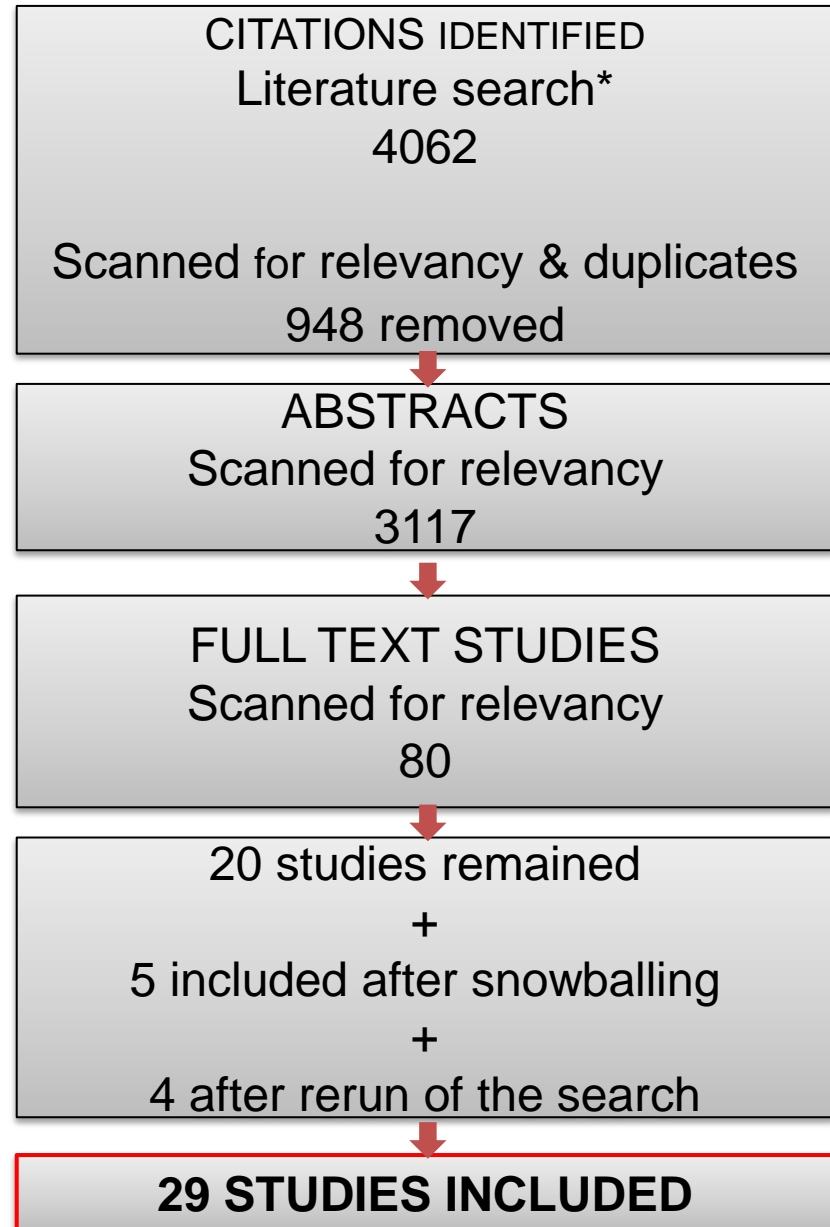 CITATIONS IDENTIFIED
Literature search*
4062
Scanned for relevancy & duplicates
948 removed
ABSTRACTS
Scanned for relevancy
3117
FULL TEXT STUDIES
Scanned for relevancy
80
20 studies remained
+
5 included after snowballing
+
4 after rerun of the search
29 STUDIES INCLUDED